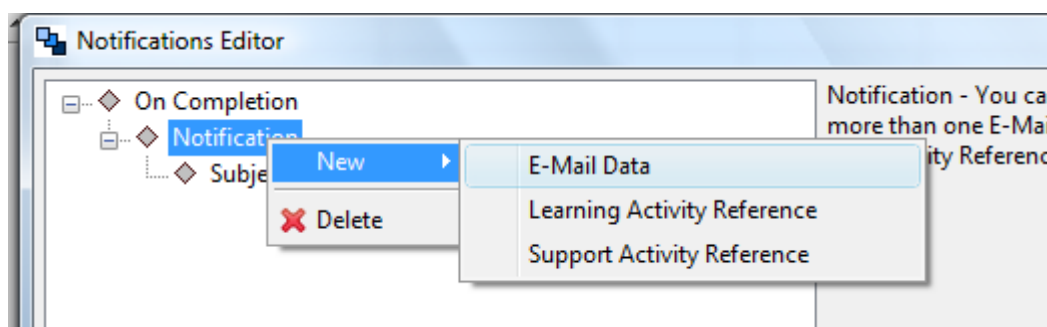 Notifications Editor
On Completion
Notification
Subje
New
Delete
E-Mail Data
Learning Activity Reference
Support Activity Reference
Notification - You ca
more than one E-Mai
ity Referenc